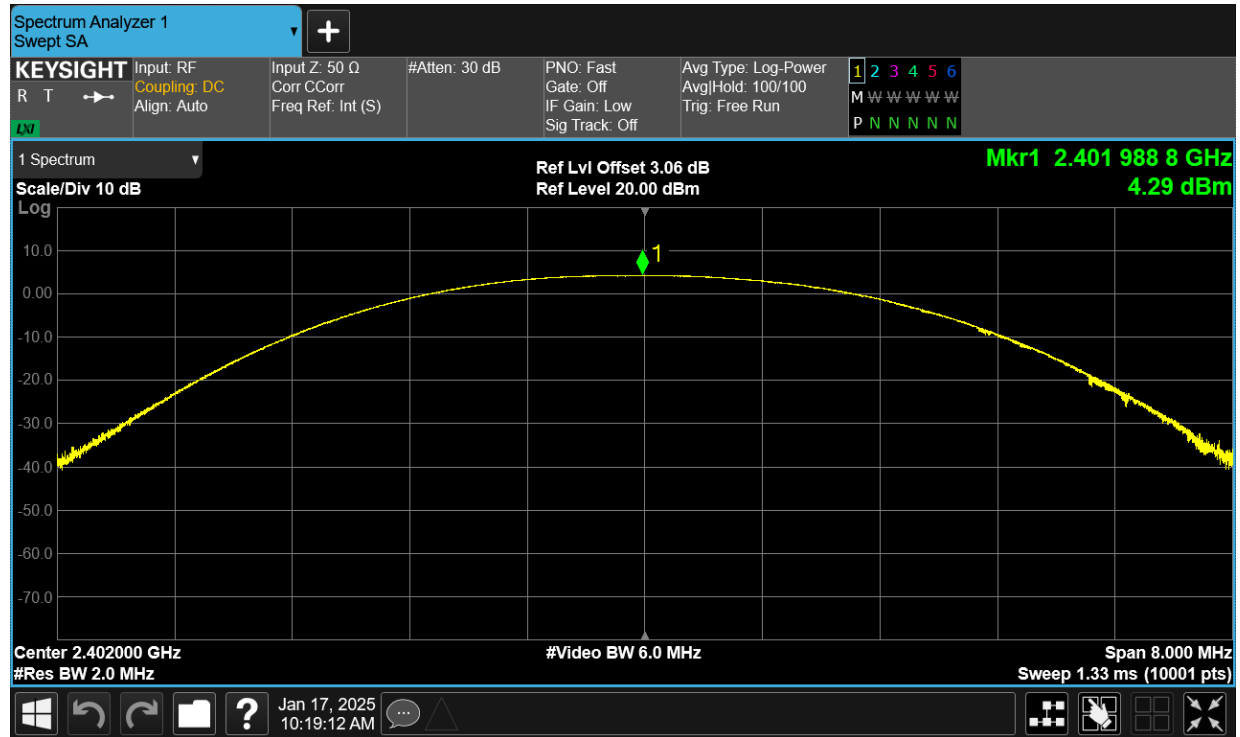 Spectrum Analyzer 1
Swept SA
+
KEYSIGHT
R T
LXI
Input: RF
Coupling: DC
Align: Auto
Input Z: 50 Ω
Corr CCorr
Freq Ref: Int (S)
#Atten: 30 dB
PNO: Fast
Gate: Off
IF Gain: Low
Sig Track: Off
Avg Type: Log-Power
Avg|Hold: 100/100
Trig: Free Run
1 2 3 4 5 6
M W W W W W
P N N N N N
1 Spectrum
Scale/Div 10 dB
Log
Ref Lvl Offset 3.06 dB
Ref Level 20.00 dBm
Mkr1 2.401 988 8 GHz
4.29 dBm
1
10.0
0.00
-10.0
-20.0
-30.0
-40.0
-50.0
-60.0
-70.0
Center 2.402000 GHz
#Res BW 2.0 MHz
#Video BW 6.0 MHz
Span 8.000 MHz
Sweep 1.33 ms (10001 pts)
?
Jan 17, 2025
10:19:12 AM